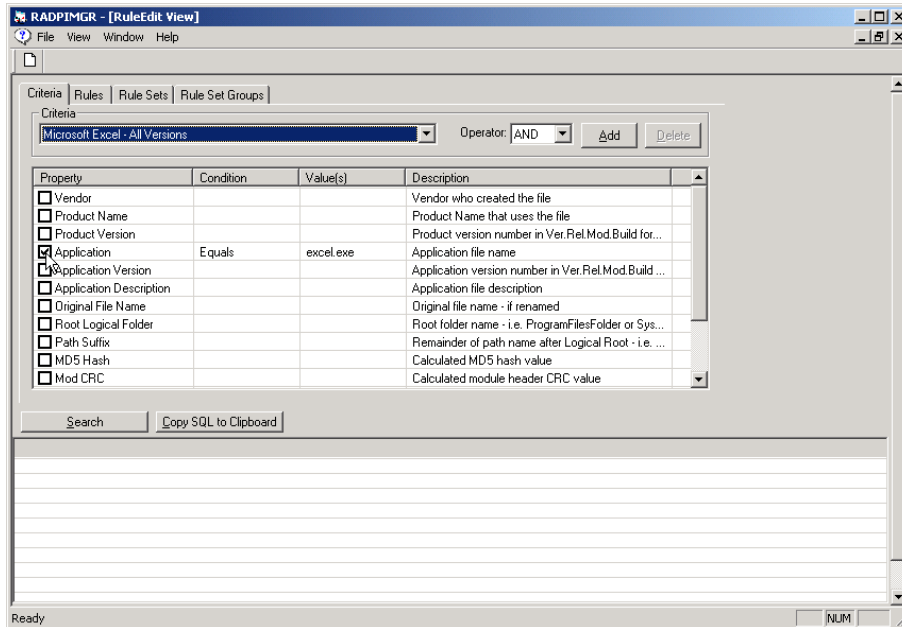 RADPIMGR - [RuleEdit View]
File View Window Help
Criteria Rules Rule Sets Rule Set Groups
Criteria
Microsoft Excel - All Versions Operator: AND Add Delete
Property Condition Value(s) Description
Vendor Vendor who created the file
Product Name Product Name that uses the file
Product Version Product version number in Ver.Rel.Mod.Build for...
Application Equals excel.exe Application file name
Application Version Application version number in Ver.Rel.Mod.Build ...
Application Description Application file description
Original File Name Original file name - if renamed
Root Logical Folder Root folder name - i.e. ProgramFilesFolder or Sys...
Path Suffix Remainder of path name after Logical Root - i.e. ...
MD5 Hash Calculated MD5 hash value
Mod CRC Calculated module header CRC value
Search Copy SQL to Clipboard
Ready NUM